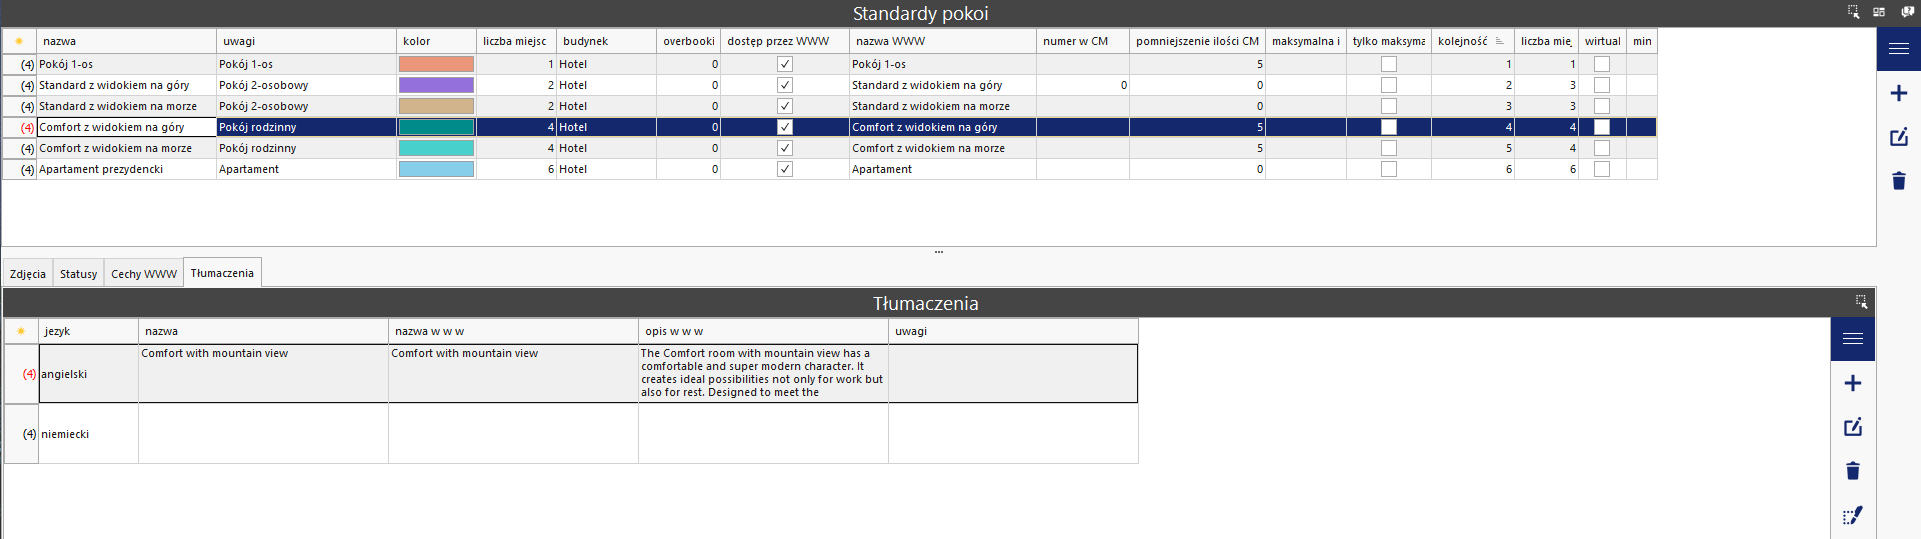 Standardy pokoi
nazwa uwagi kolor liczba miejsc budynek overbooki dostęp przez WWW nazwa WWW numer w CM pomniejszenie ilości CM maksymalna i tylko maksyma kolejność liczba mie wirtual min
(4) Pokój 1-os Pokój 1-os 1 Hotel 0 Pokój 1-os 5 1 1
(4) Standard z widokiem na góry Pokój 2-osobowy 2 Hotel 0 Standard z widokiem na góry 0 0 2 3
(4) Standard z widokiem na morze Pokój 2-osobowy 2 Hotel 0 Standard z widokiem na morze 0 3 3
(4) Comfort z widokiem na góry Pokój rodzinny 4 Hotel 0 Comfort z widokiem na góry 5 4 4
(4) Comfort z widokiem na morze Pokój rodzinny 4 Hotel 0 Comfort z widokiem na morze 5 5 4
(4) Apartament prezydencki Apartament 6 Hotel 0 Apartament 0 6 6
Zdjęcia Statusy Cechy WWW Tłumaczenia
Tłumaczenia
jezyk nazwa nazwa w w w opis w w w uwagi
(4) angielski Comfort with mountain view Comfort with mountain view The Comfort room with mountain view has a
comfortable and super modern character. It
creates ideal possibilities not only for work but
also for rest. Designed to meet the
(4) niemiecki